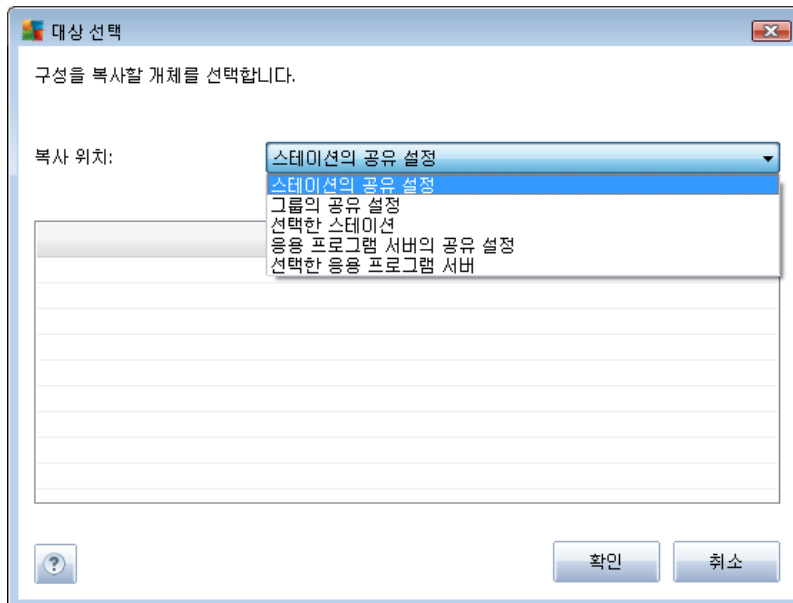 대상 선택
구성을 복사할 개체를 선택합니다.
복사 위치:
스테이션의 공유 설정
스테이션의 공유 설정
그룹의 공유 설정
선택한 스테이션
응용 프로그램 서버의 공유 설정
선택한 응용 프로그램 서버
?
확인
취소